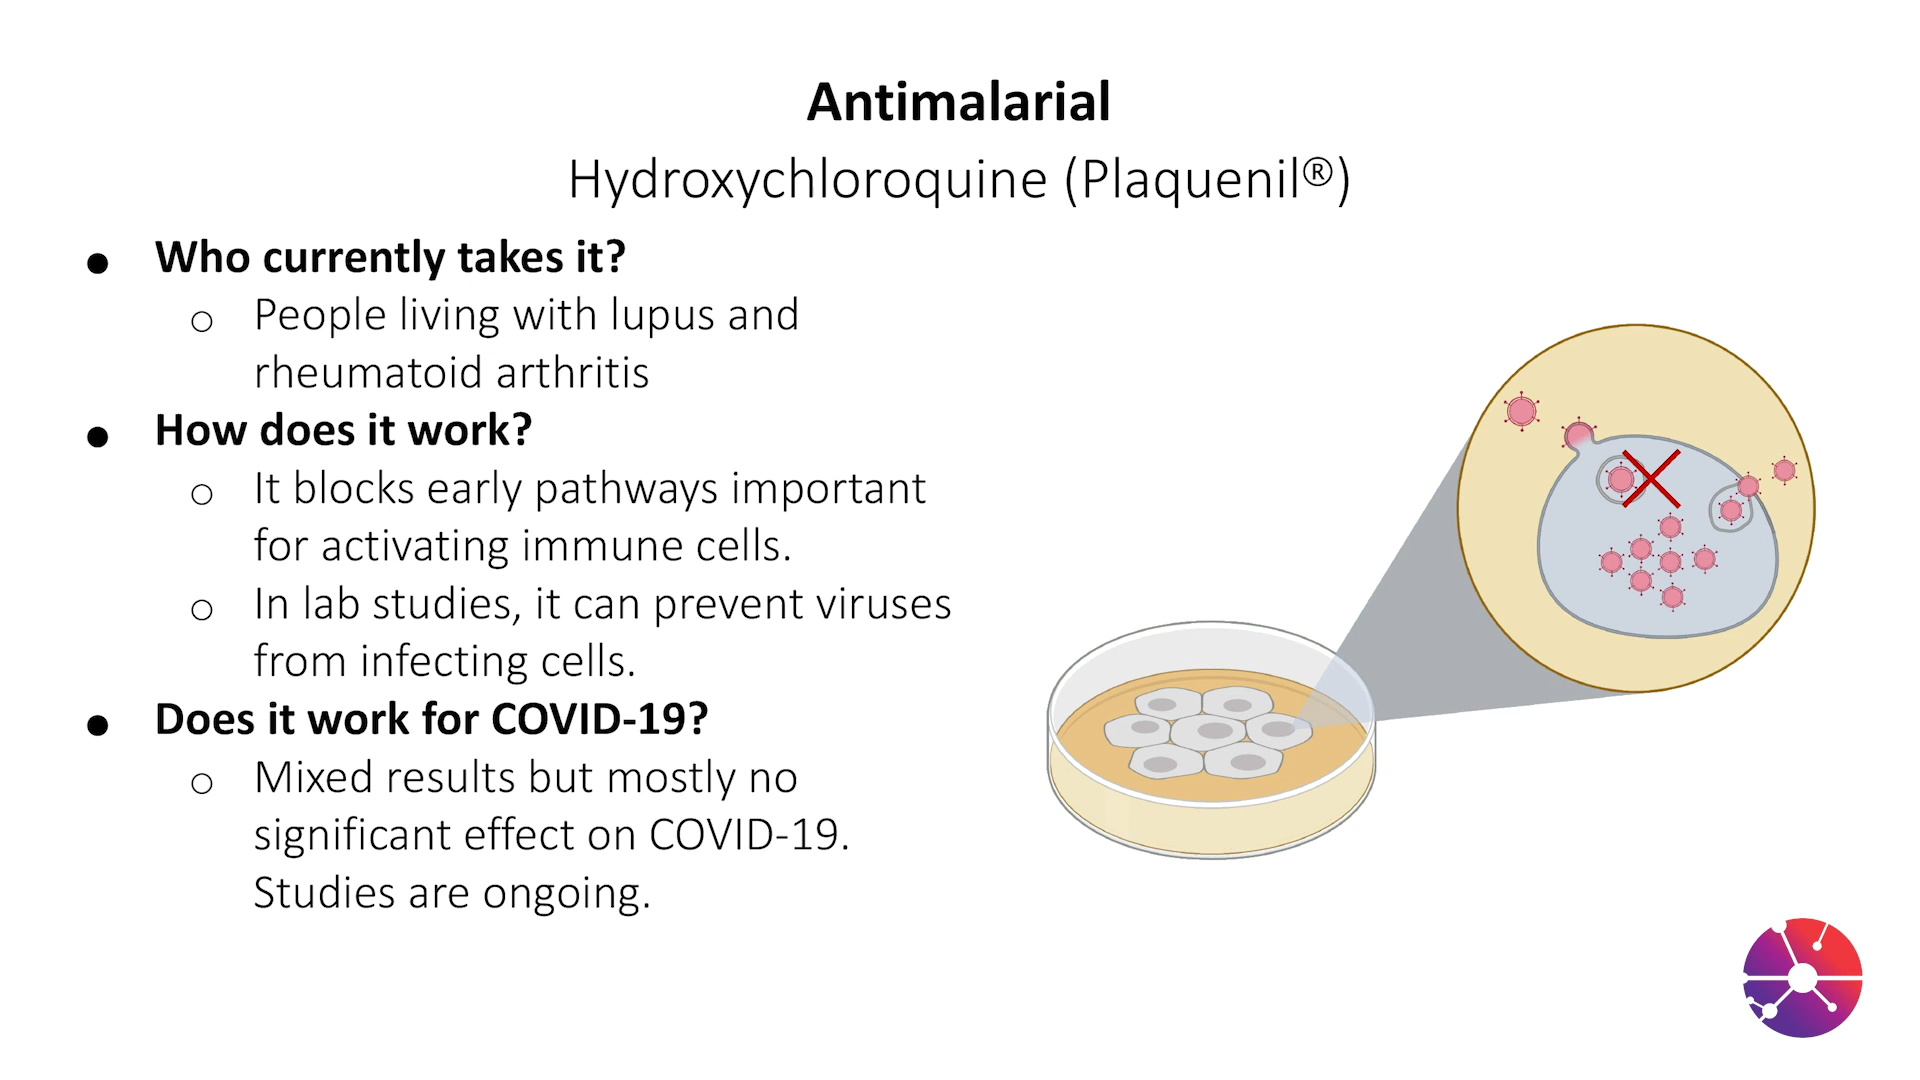 Antimalarial
Hydroxychloroquine (Plaquenil®)
● Who currently takes it?
○ People living with lupus and
rheumatoid arthritis
● How does it work?
○ It blocks early pathways important
for activating immune cells.
○ In lab studies, it can prevent viruses
from infecting cells.
● Does it work for COVID-19?
○ Mixed results but mostly no
significant effect on COVID-19.
Studies are ongoing.